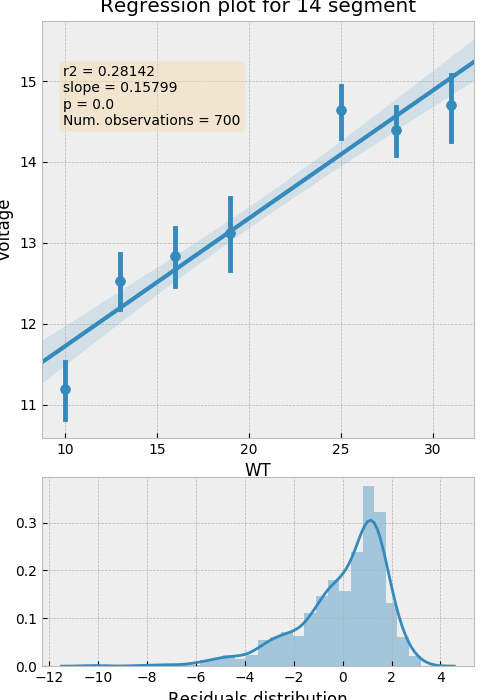 Regression plot for 14 segment
r2 = 0.28142
slope = 0.15799
p = 0.0
Num. observations = 700
15
14
13
12
11
Voltage
10 15 20 25 30
WT
0.3
0.2
0.1
0.0
−12 −10 −8 −6 −4 −2 0 2 4
Residuals distribution